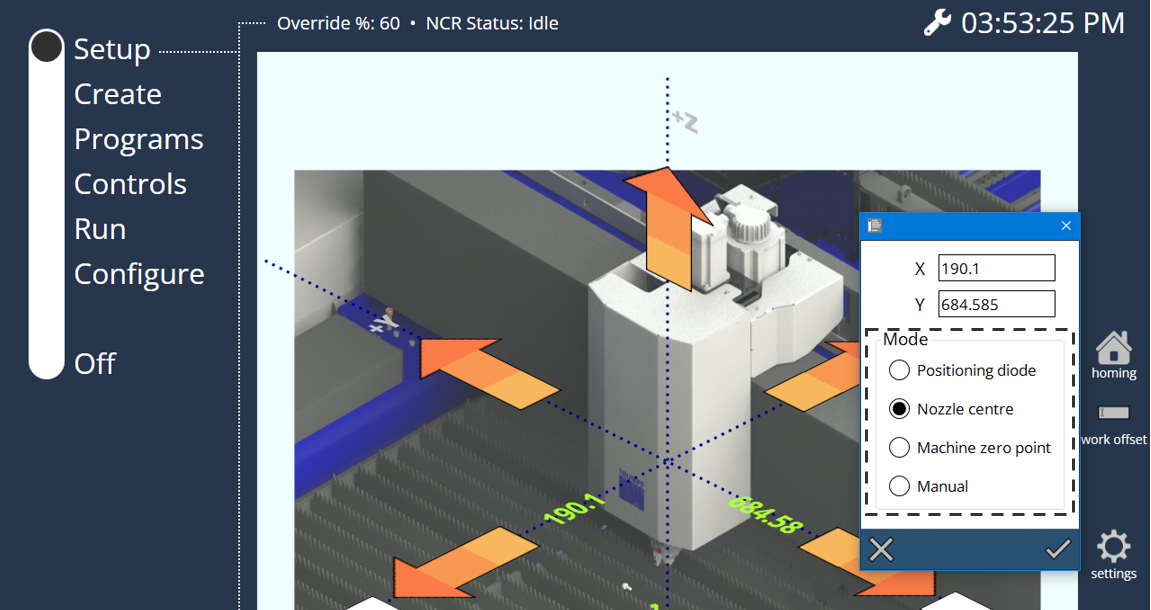 Override %: 60 • NCR Status: Idle
03:53:25 PM
Setup
Create
Programs
Controls
Run
Configure
Off
+Z
+Y
190.1
684.58
X 190.1
Y 684.585
Mode
Positioning diode
Nozzle centre
Machine zero point
Manual
homing
work offset
settings